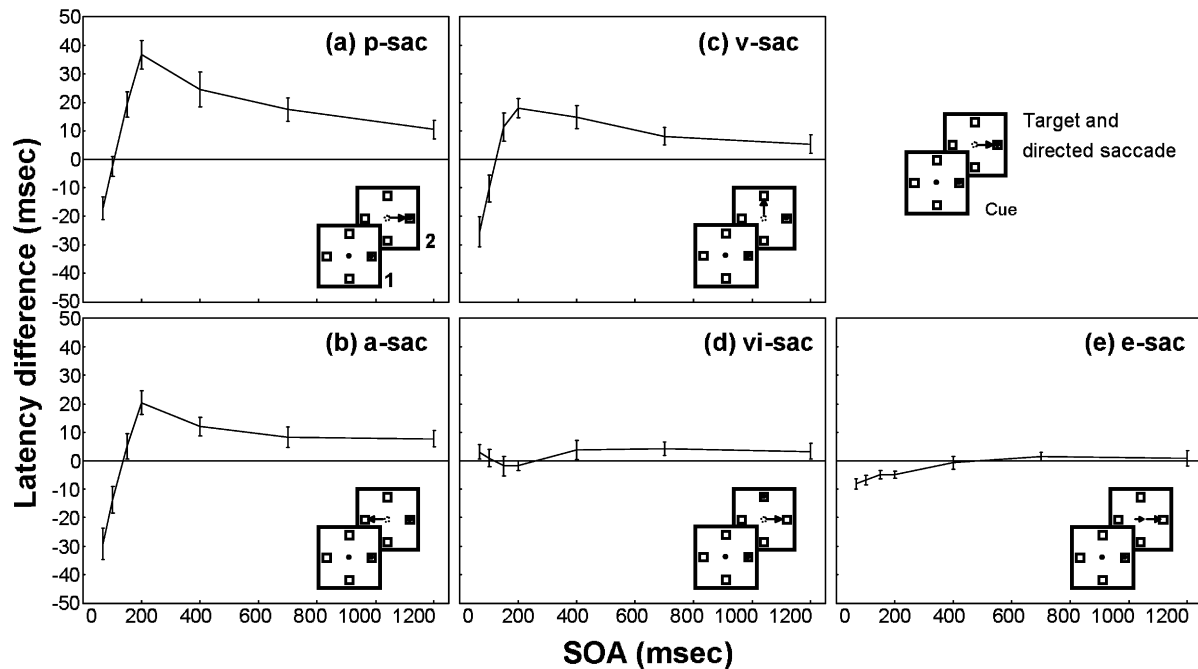 Latency difference (msec)
50
40
30
20
10
0
-10
-20
-30
-40
-50
(a) p-sac
1
2
(c) v-sac
Target and
directed saccade
Cue
50
40
30
20
10
0
-10
-20
-30
-40
-50
(b) a-sac
(d) vi-sac
(e) e-sac
0 200 400 600 800 1000 1200
0 200 400 600 800 1000 1200
0 200 400 600 800 1000 1200
SOA (msec)